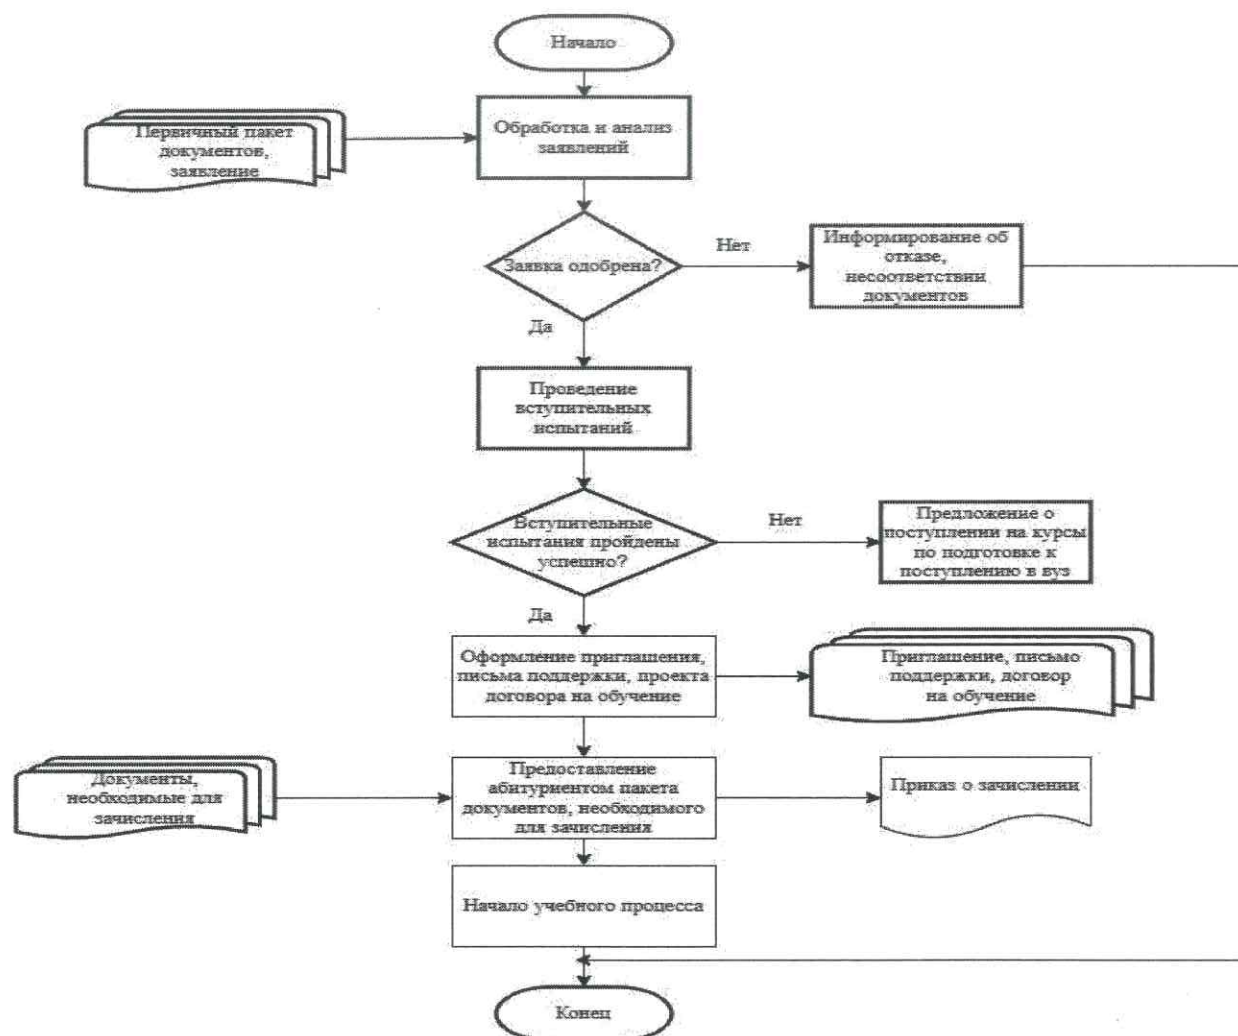 Начало
Обработка и анализ
заявлений
Первичный пакет
документов,
заявление
Заявка одобрена?
Нет
Информирование об
отказе,
несоответствии
документов
Да
Проведение
вступительных
испытаний
Вступительные
испытания пройдены
успешно?
Нет
Предложение о
поступлении на курсы
по подготовке к
поступлению в вуз
Да
Оформление приглашения,
письма поддержки, проекта
договора на обучение
Приглашение, письмо
поддержки, договор
на обучение
Документы,
необходимые для
зачисления
Предоставление
абитуриентом пакета
документов, необходимого
для зачисления
Приказ о зачислении
Начало учебного процесса
Конец